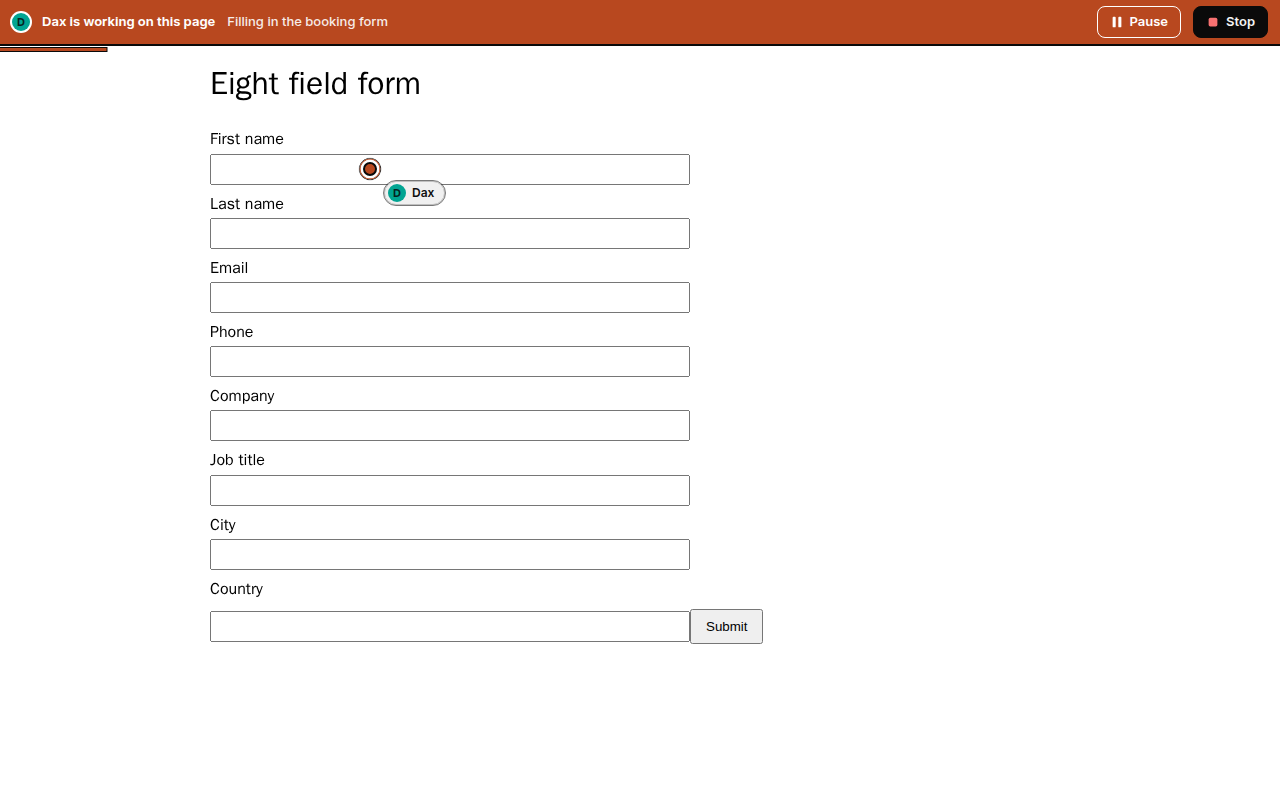 D Dax is working on this page Filling in the booking form Pause Stop
Eight field form
First name
D Dax
Last name
Email
Phone
Company
Job title
City
Country
Submit